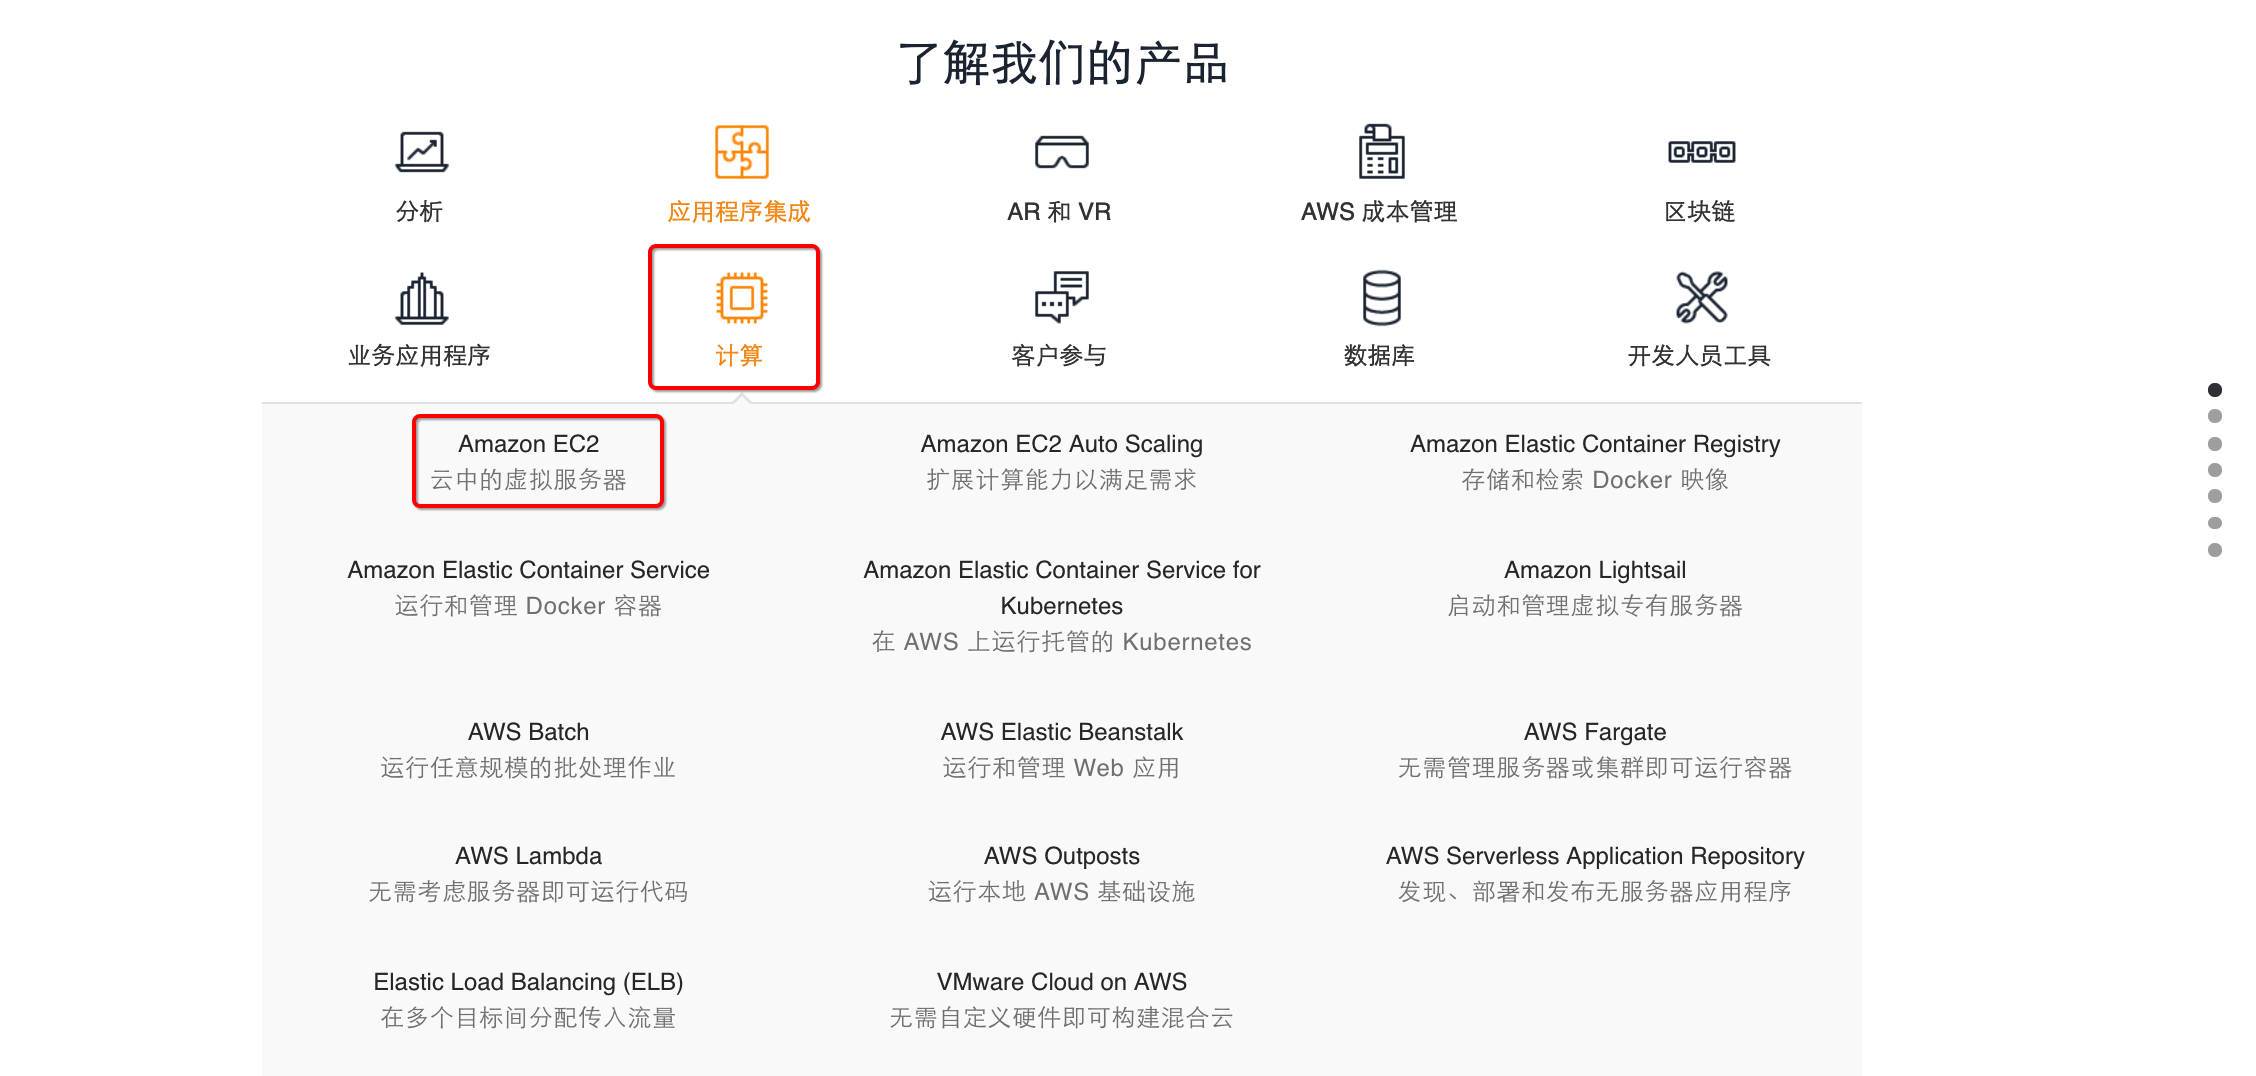 了解我们的产品
分析
应用程序集成
AR 和 VR
AWS 成本管理
区块链
业务应用程序
计算
客户参与
数据库
开发人员工具
Amazon EC2
云中的虚拟服务器
Amazon EC2 Auto Scaling
扩展计算能力以满足需求
Amazon Elastic Container Registry
存储和检索 Docker 映像
Amazon Elastic Container Service
运行和管理 Docker 容器
Amazon Elastic Container Service for
Kubernetes
在 AWS 上运行托管的 Kubernetes
Amazon Lightsail
启动和管理虚拟专有服务器
AWS Batch
运行任意规模的批处理作业
AWS Elastic Beanstalk
运行和管理 Web 应用
AWS Fargate
无需管理服务器或集群即可运行容器
AWS Lambda
无需考虑服务器即可运行代码
AWS Outposts
运行本地 AWS 基础设施
AWS Serverless Application Repository
发现、部署和发布无服务器应用程序
Elastic Load Balancing (ELB)
在多个目标间分配传入流量
VMware Cloud on AWS
无需自定义硬件即可构建混合云